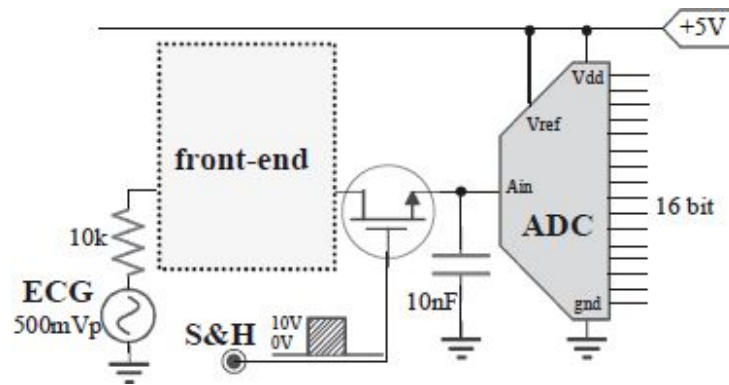 +5V
Vdd
Vref
front-end
Ain
16 bit
10k
ADC
ECG
500mVp
10nF
gnd
S&H
10V
0V